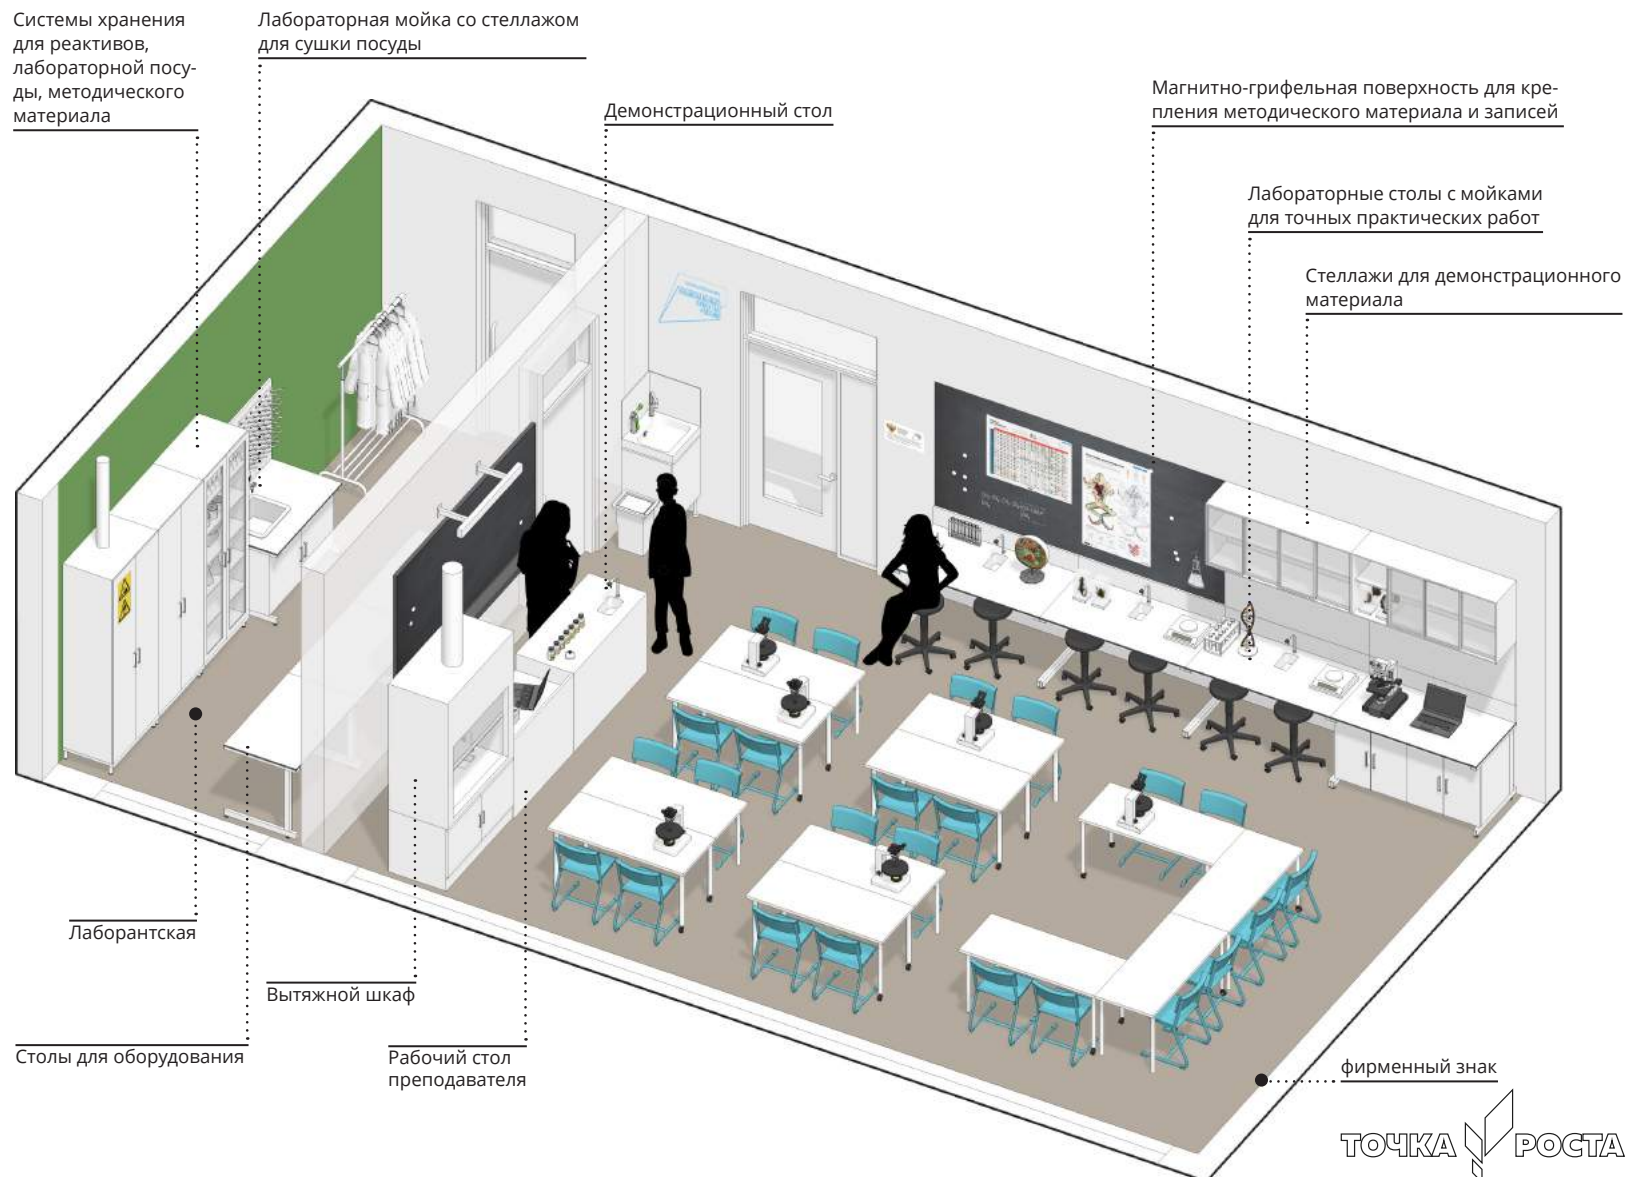 Системы хранения
для реактивов,
лабораторной посу-
ды, методического
материала
Лабораторная мойка со стеллажом
для сушки посуды
Демонстрационный стол
Магнитно-грифельная поверхность для кре-
пления методического материала и записей
Лабораторные столы с мойками
для точных практических работ
Стеллажи для демонстрационного
материала
Лаборантская
Вытяжной шкаф
Столы для оборудования
Рабочий стол
преподавателя
фирменный знак
ТОЧКА РОСТА